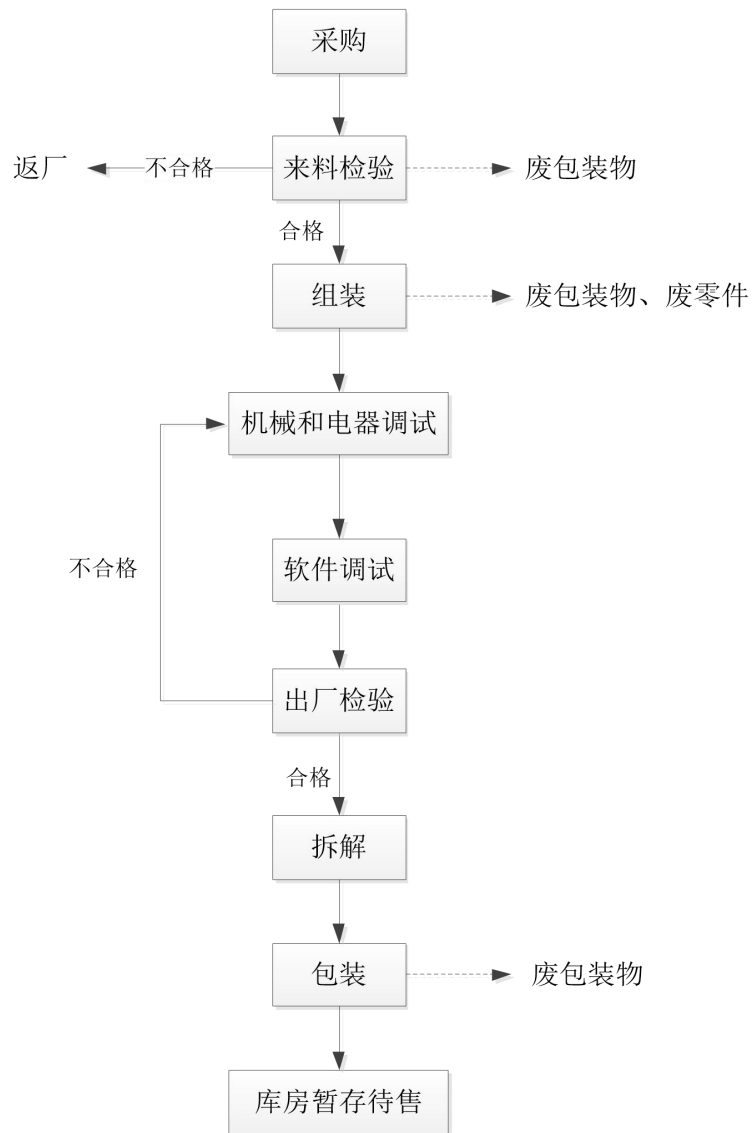 采购
返厂
不合格
来料检验
废包装物
合格
组装
废包装物、废零件
机械和电器调试
不合格
软件调试
出厂检验
合格
拆解
包装
废包装物
库房暂存待售